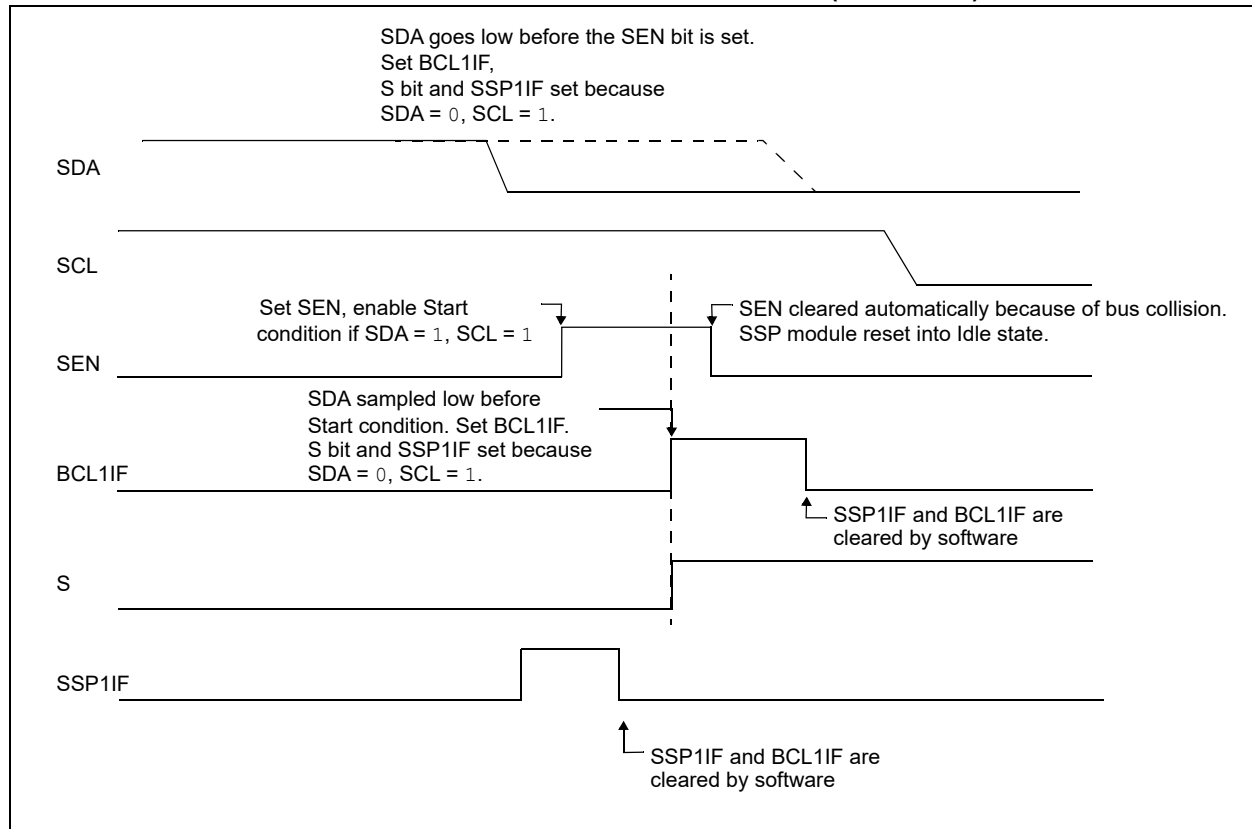 SDA goes low before the SEN bit is set.
Set BCL1IF,
S bit and SSP1IF set because
SDA = 0, SCL = 1.
SDA
SCL
Set SEN, enable Start
condition if SDA = 1, SCL = 1
SEN cleared automatically because of bus collision.
SSP module reset into Idle state.
SEN
SDA sampled low before
Start condition. Set BCL1IF.
S bit and SSP1IF set because
SDA = 0, SCL = 1.
BCL1IF
SSP1IF and BCL1IF are
cleared by software
S
SSP1IF
SSP1IF and BCL1IF are
cleared by software